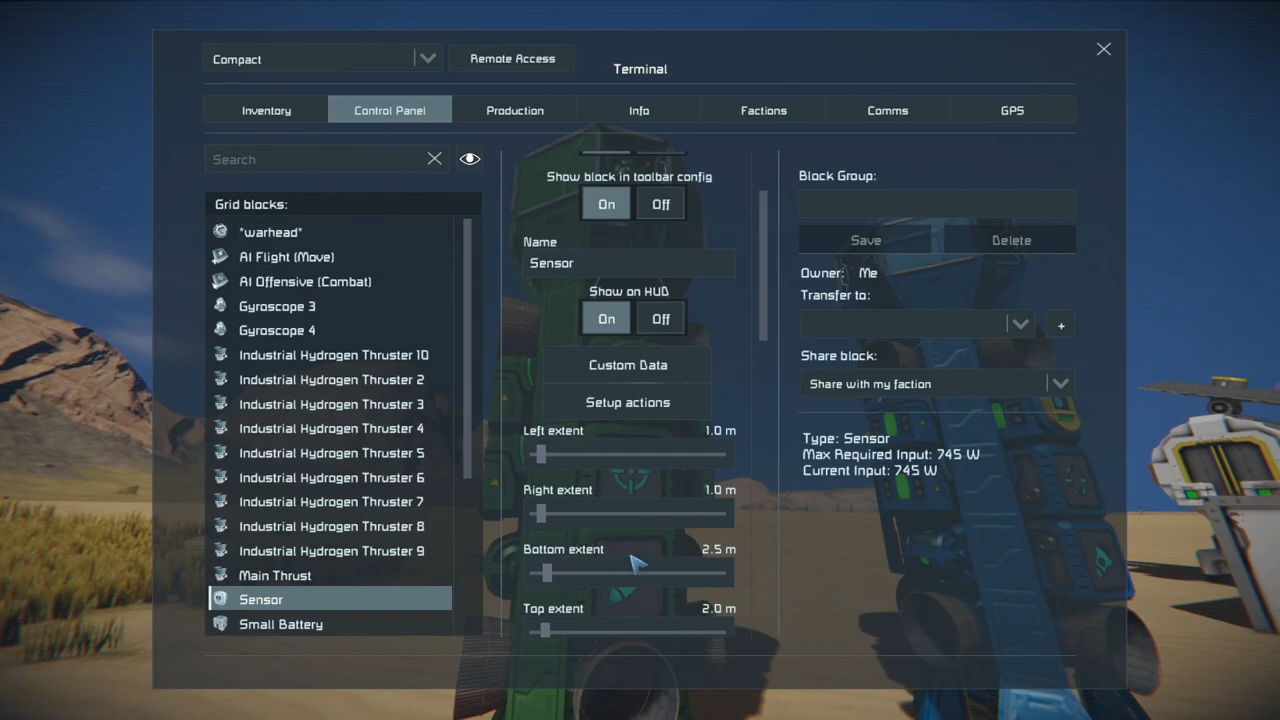 Compact
Remote Access
Terminal
Inventory
Control Panel
Production
Info
Factions
Comms
GPS
Search
Grid blocks:
*warhead*
AI Flight (Move)
AI Offensive (Combat)
Gyroscope 3
Gyroscope 4
Industrial Hydrogen Thruster 10
Industrial Hydrogen Thruster 2
Industrial Hydrogen Thruster 3
Industrial Hydrogen Thruster 4
Industrial Hydrogen Thruster 5
Industrial Hydrogen Thruster 6
Industrial Hydrogen Thruster 7
Industrial Hydrogen Thruster 8
Industrial Hydrogen Thruster 9
Main Thrust
Sensor
Small Battery
Show block in toolbar config
On Off
Name
Sensor
Show on HUD
On Off
Custom Data
Setup actions
Left extent 1.0 m
Right extent 1.0 m
Bottom extent 2.5 m
Top extent 2.0 m
Block Group:
Save Delete
Owner: Me
Transfer to:
+
Share block:
Share with my faction
Type: Sensor
Max Required Input: 745 W
Current Input: 745 W